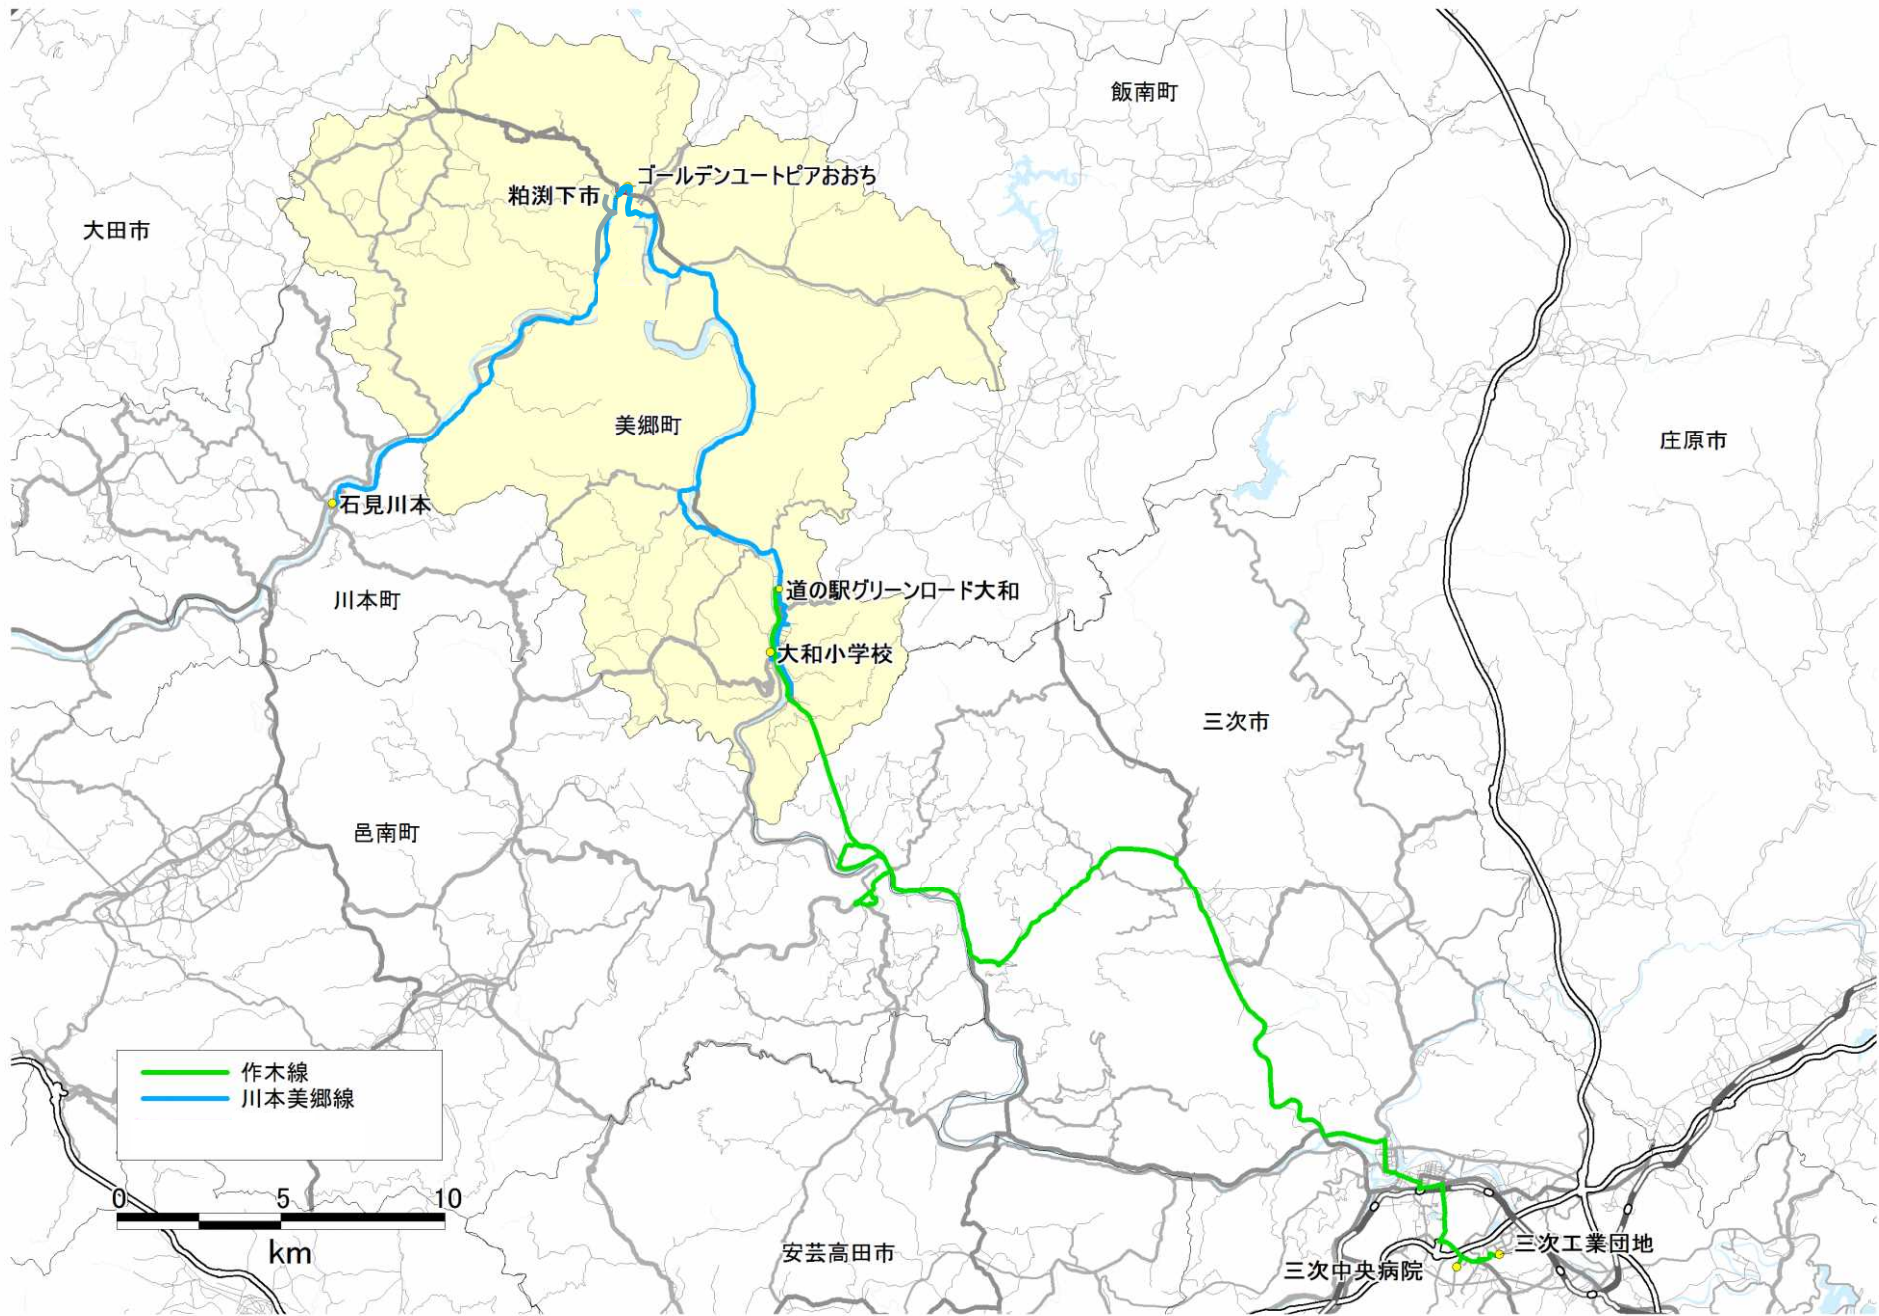 飯南町
ゴールデンユートピアおおち
粕渕下市
大田市
美郷町
庄原市
石見川本
道の駅グリーンロード大和
川本町
大和小学校
三次市
邑南町
作木線
川本美郷線
0 5 10
km
安芸高田市
三次工業団地
三次中央病院